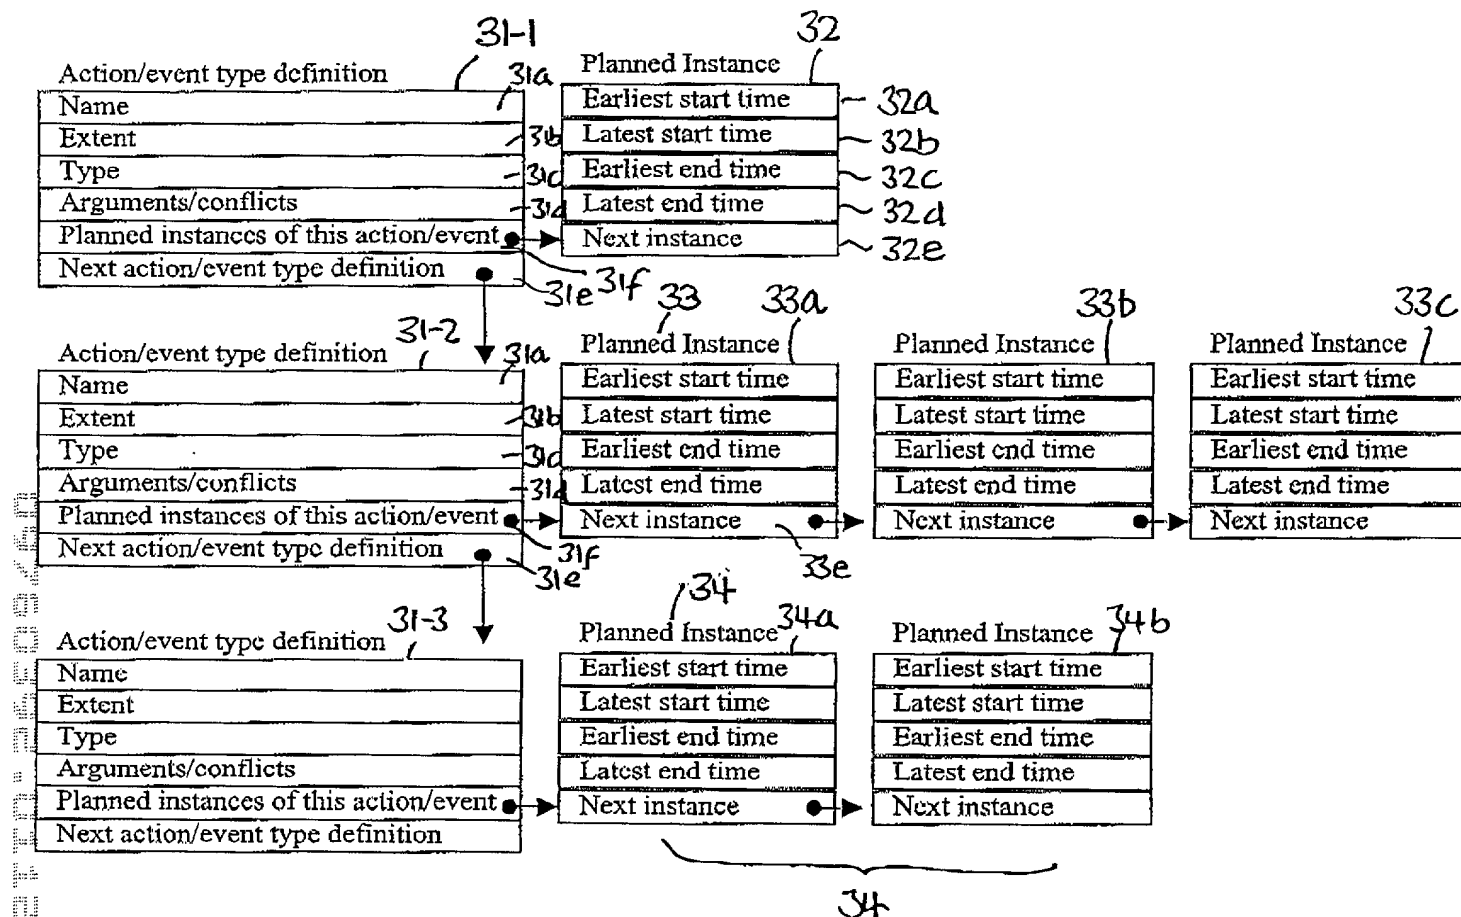 31-1
32
Action/event type definition
Planned Instance
Name
31a
Earliest start time
32a
Extent
31b
Latest start time
32b
Type
31c
Earliest end time
32c
Arguments/conflicts
31d
Latest end time
32d
Planned instances of this action/event
31f
Next instance
32e
Next action/event type definition
31e
31-2
33
33a
33b
33c
Action/event type definition
Planned Instance
Planned Instance
Planned Instance
Name
31a
Earliest start time
Earliest start time
Earliest start time
Extent
31b
Latest start time
Latest start time
Latest start time
Type
31c
Earliest end time
Earliest end time
Earliest end time
Arguments/conflicts
31d
Latest end time
Latest end time
Latest end time
Planned instances of this action/event
31f
Next instance
33e
Next instance
Next instance
Next action/event type definition
31e
31-3
34
34a
34b
Action/event type definition
Planned Instance
Planned Instance
Name
Earliest start time
Earliest start time
Extent
Latest start time
Latest start time
Type
Earliest end time
Earliest end time
Arguments/conflicts
Latest end time
Latest end time
Planned instances of this action/event
Next instance
Next instance
Next action/event type definition
34